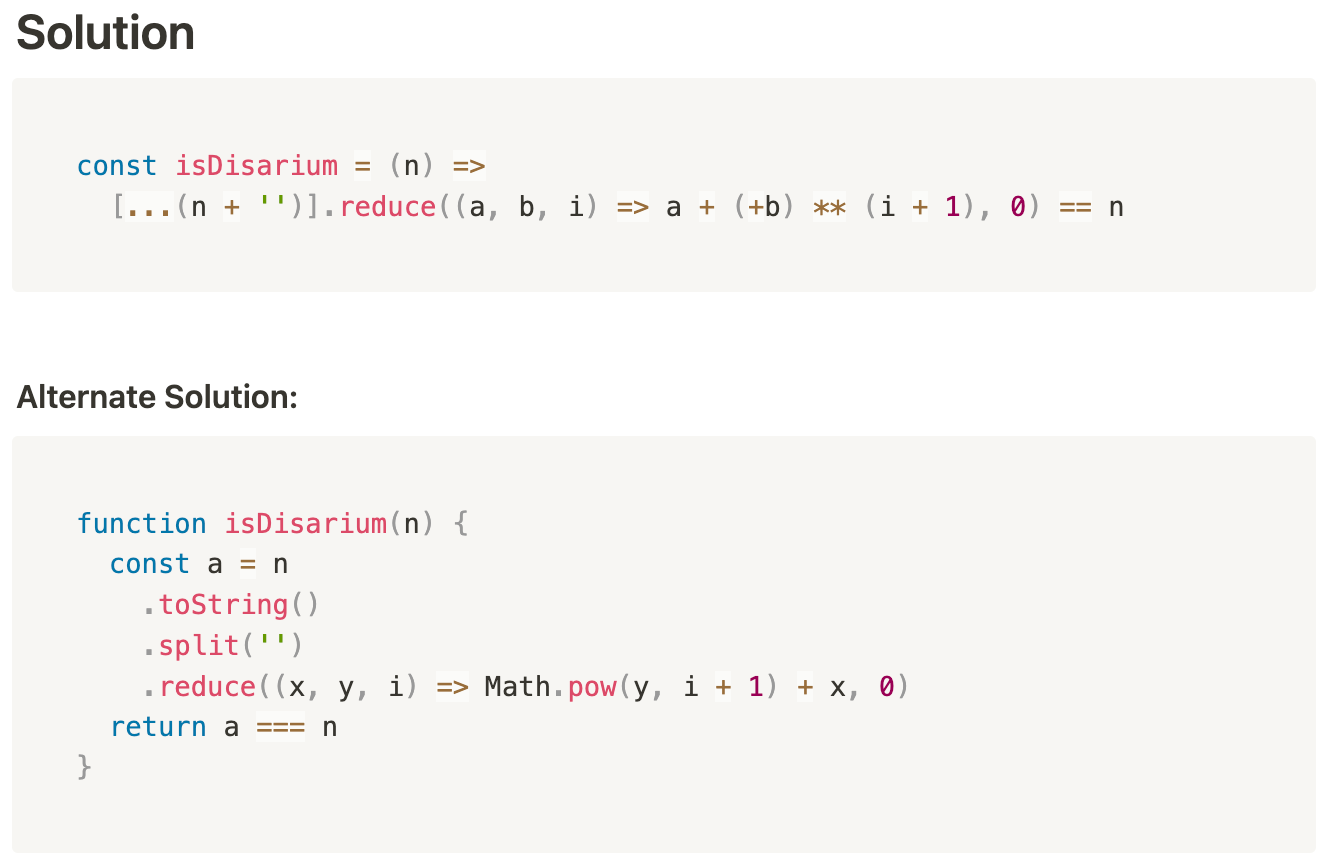 Solution
const isDisarium = (n) =>
  [...(n + '')].reduce((a, b, i) => a + (+b) ** (i + 1), 0) == n
Alternate Solution:
function isDisarium(n) {
  const a = n
    .toString()
    .split('')
    .reduce((x, y, i) => Math.pow(y, i + 1) + x, 0)
  return a === n
}